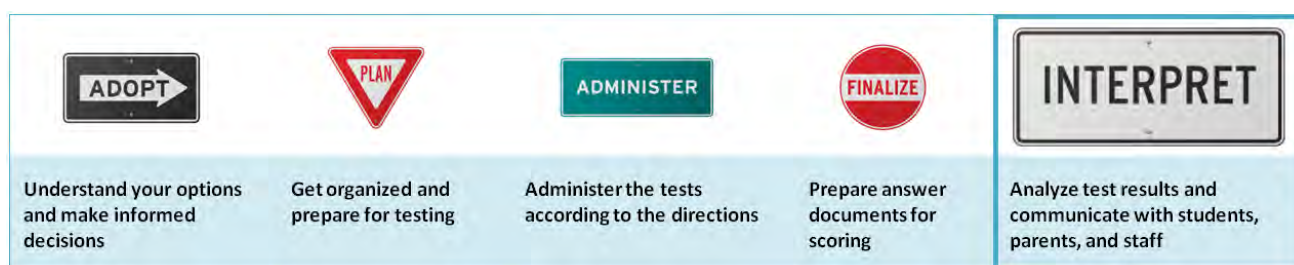 ADOPT
PLAN
ADMINISTER
FINALIZE
INTERPRET
Understand your options
and make informed
decisions
Get organized and
prepare for testing
Administer the tests
according to the directions
Prepare answer
documents for
scoring
Analyze test results and
communicate with students,
parents, and staff